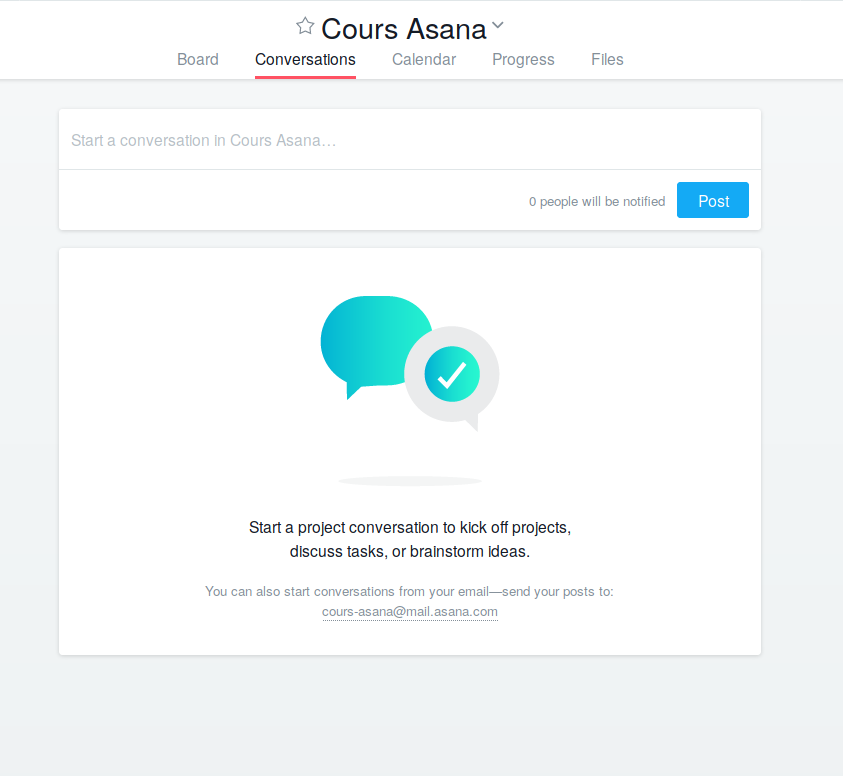 Cours Asana
Board Conversations Calendar Progress Files
Start a conversation in Cours Asana…
0 people will be notified Post
Start a project conversation to kick off projects,
discuss tasks, or brainstorm ideas.
You can also start conversations from your email—send your posts to:
cours-asana@mail.asana.com